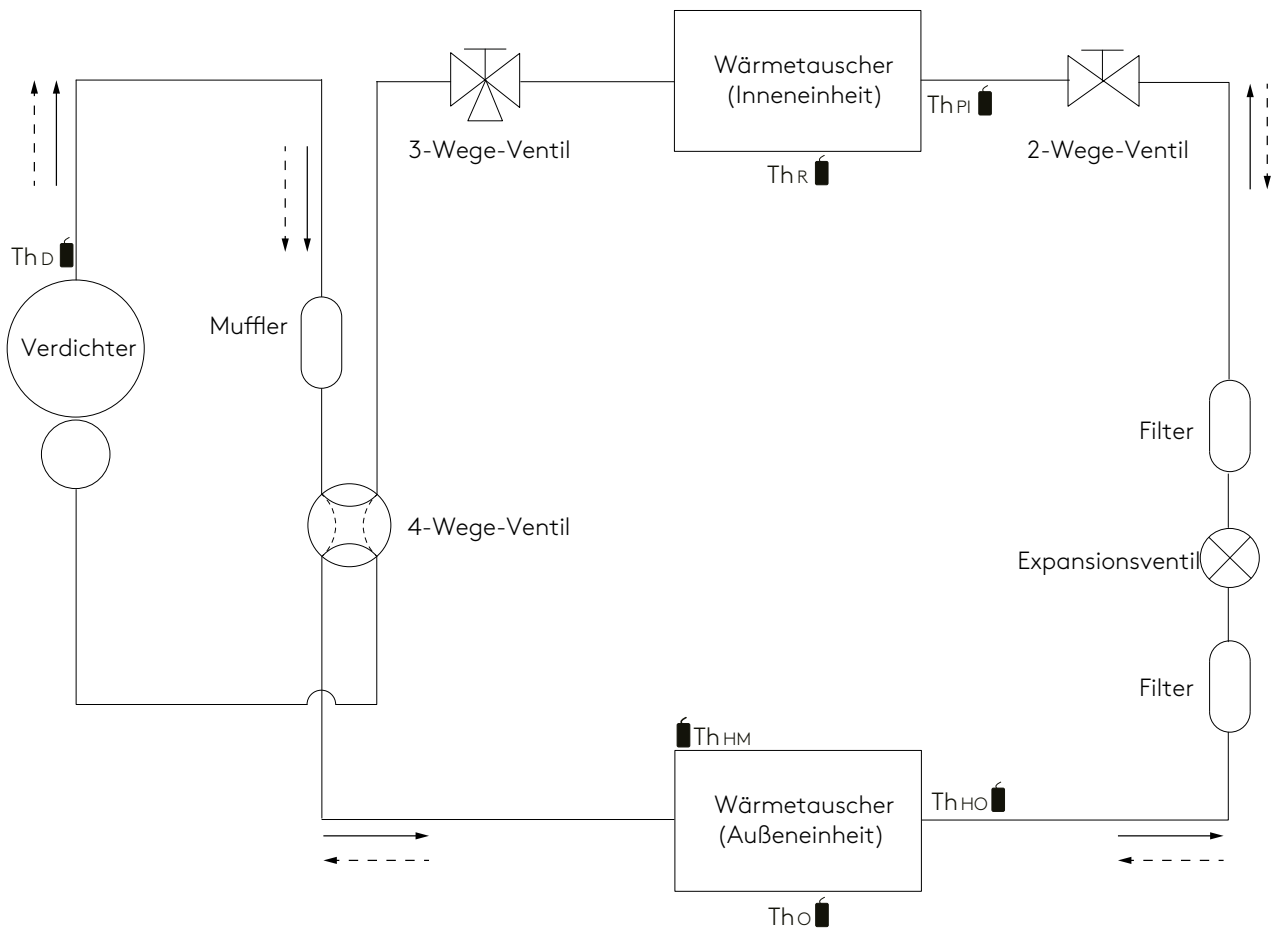 Wärmetauscher
(Inneneinheit)
Th PI
3-Wege-Ventil
2-Wege-Ventil
Th R
Th D
Muffler
Verdichter
Filter
4-Wege-Ventil
Expansionsventil
Filter
Th HM
Wärmetauscher
(Außeneinheit)
Th HO
Th O